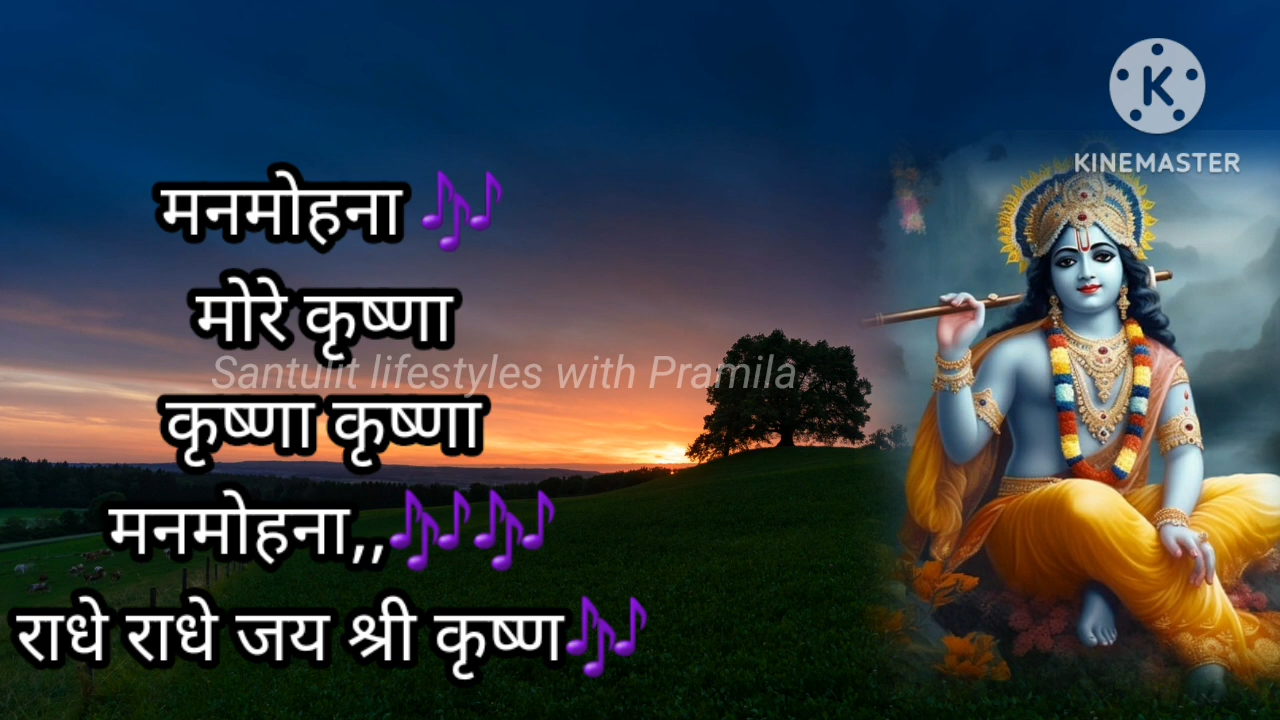 KINEMASTER
मनमोहना 🎶
मोरे कृष्णा
Santulit lifestyles with Pramila
कृष्णा कृष्णा
मनमोहना,,🎶🎶
राधे राधे जय श्री कृष्ण🎶